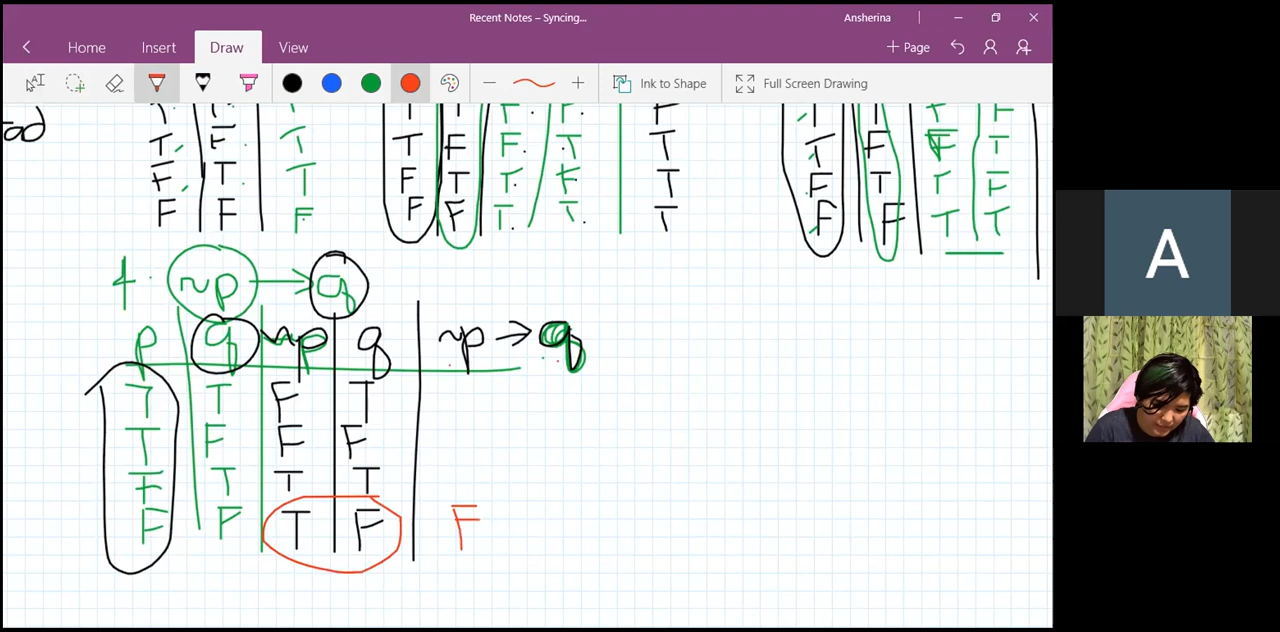 Recent Notes – Syncing...
Ansherina
Home Insert Draw View
+ Page
Ink to Shape
Full Screen Drawing
T F T T F F T F T
F T T F T T F T T F T F
F F F F F T T T F F T T
4. ~p → q
p q ~p q ~p → q
T T F T
T F F F
F T T T
F F T F F
A